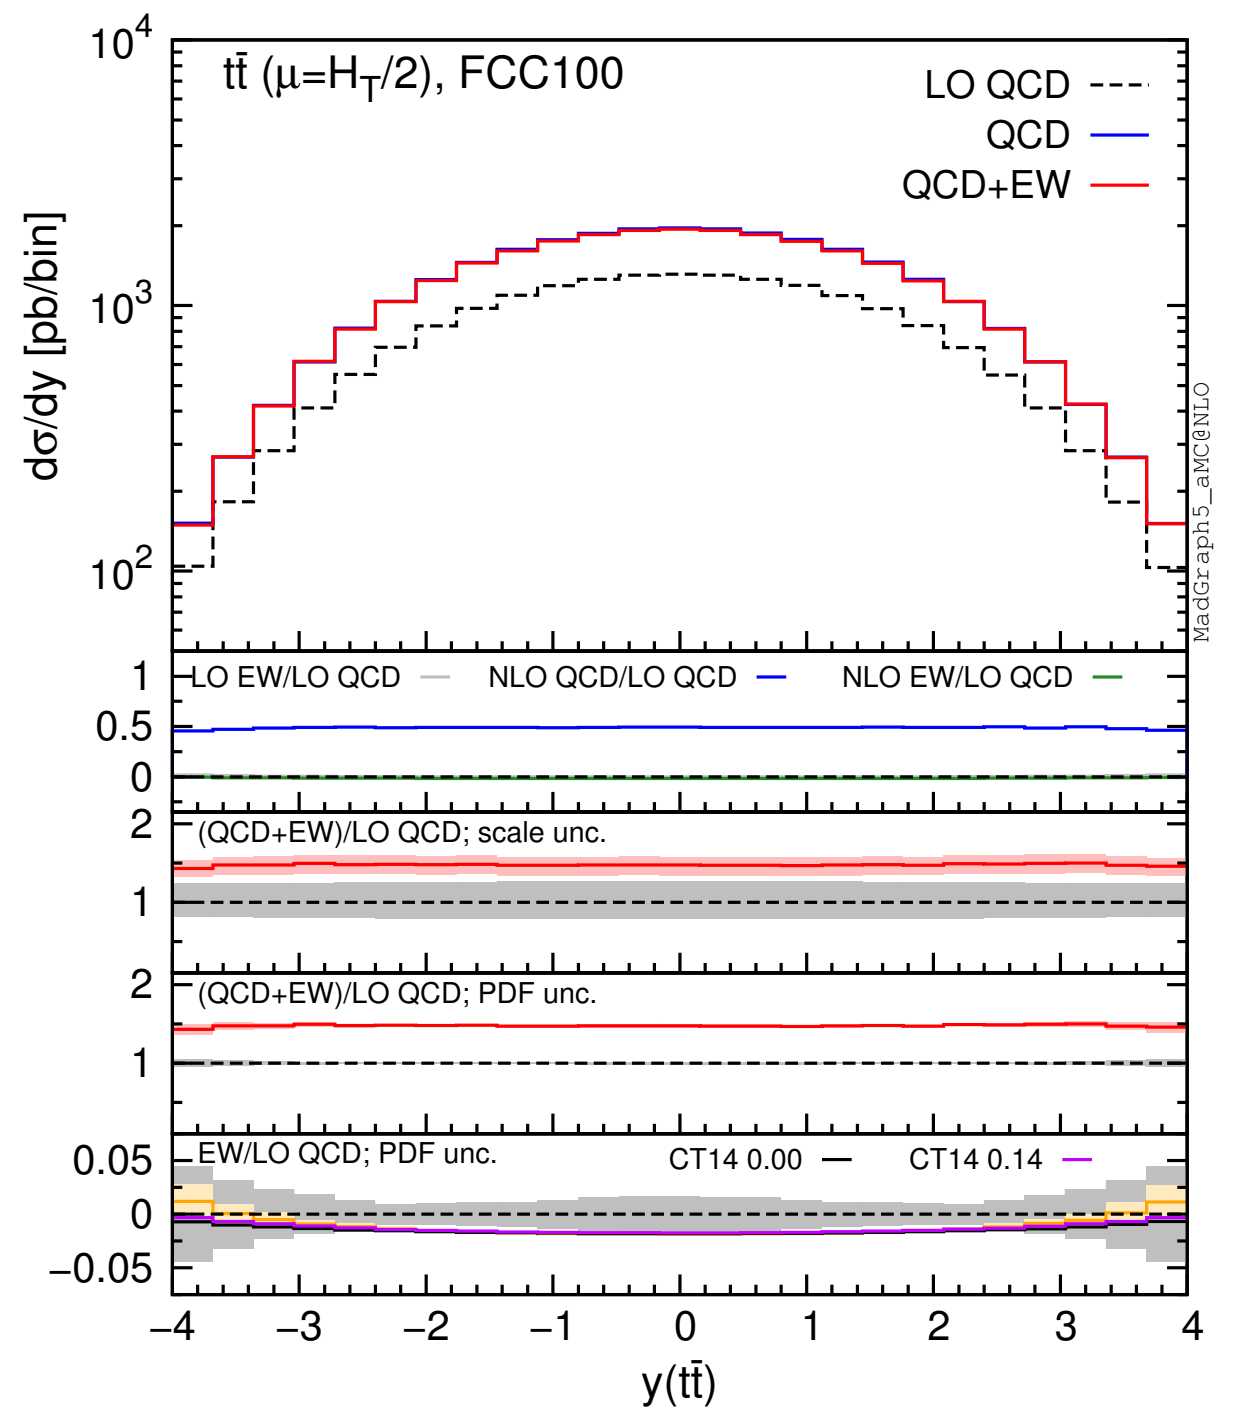 tt̄ (μ=H_T/2), FCC100
LO QCD
QCD
QCD+EW
10^4
10^3
10^2
dσ/dy [pb/bin]
MadGraph5_aMC@NLO
LO EW/LO QCD
NLO QCD/LO QCD
NLO EW/LO QCD
1
0.5
0
(QCD+EW)/LO QCD; scale unc.
2
1
(QCD+EW)/LO QCD; PDF unc.
2
1
EW/LO QCD; PDF unc.
CT14 0.00
CT14 0.14
0.05
0
−0.05
−4 −3 −2 −1 0 1 2 3 4
y(tt̄)